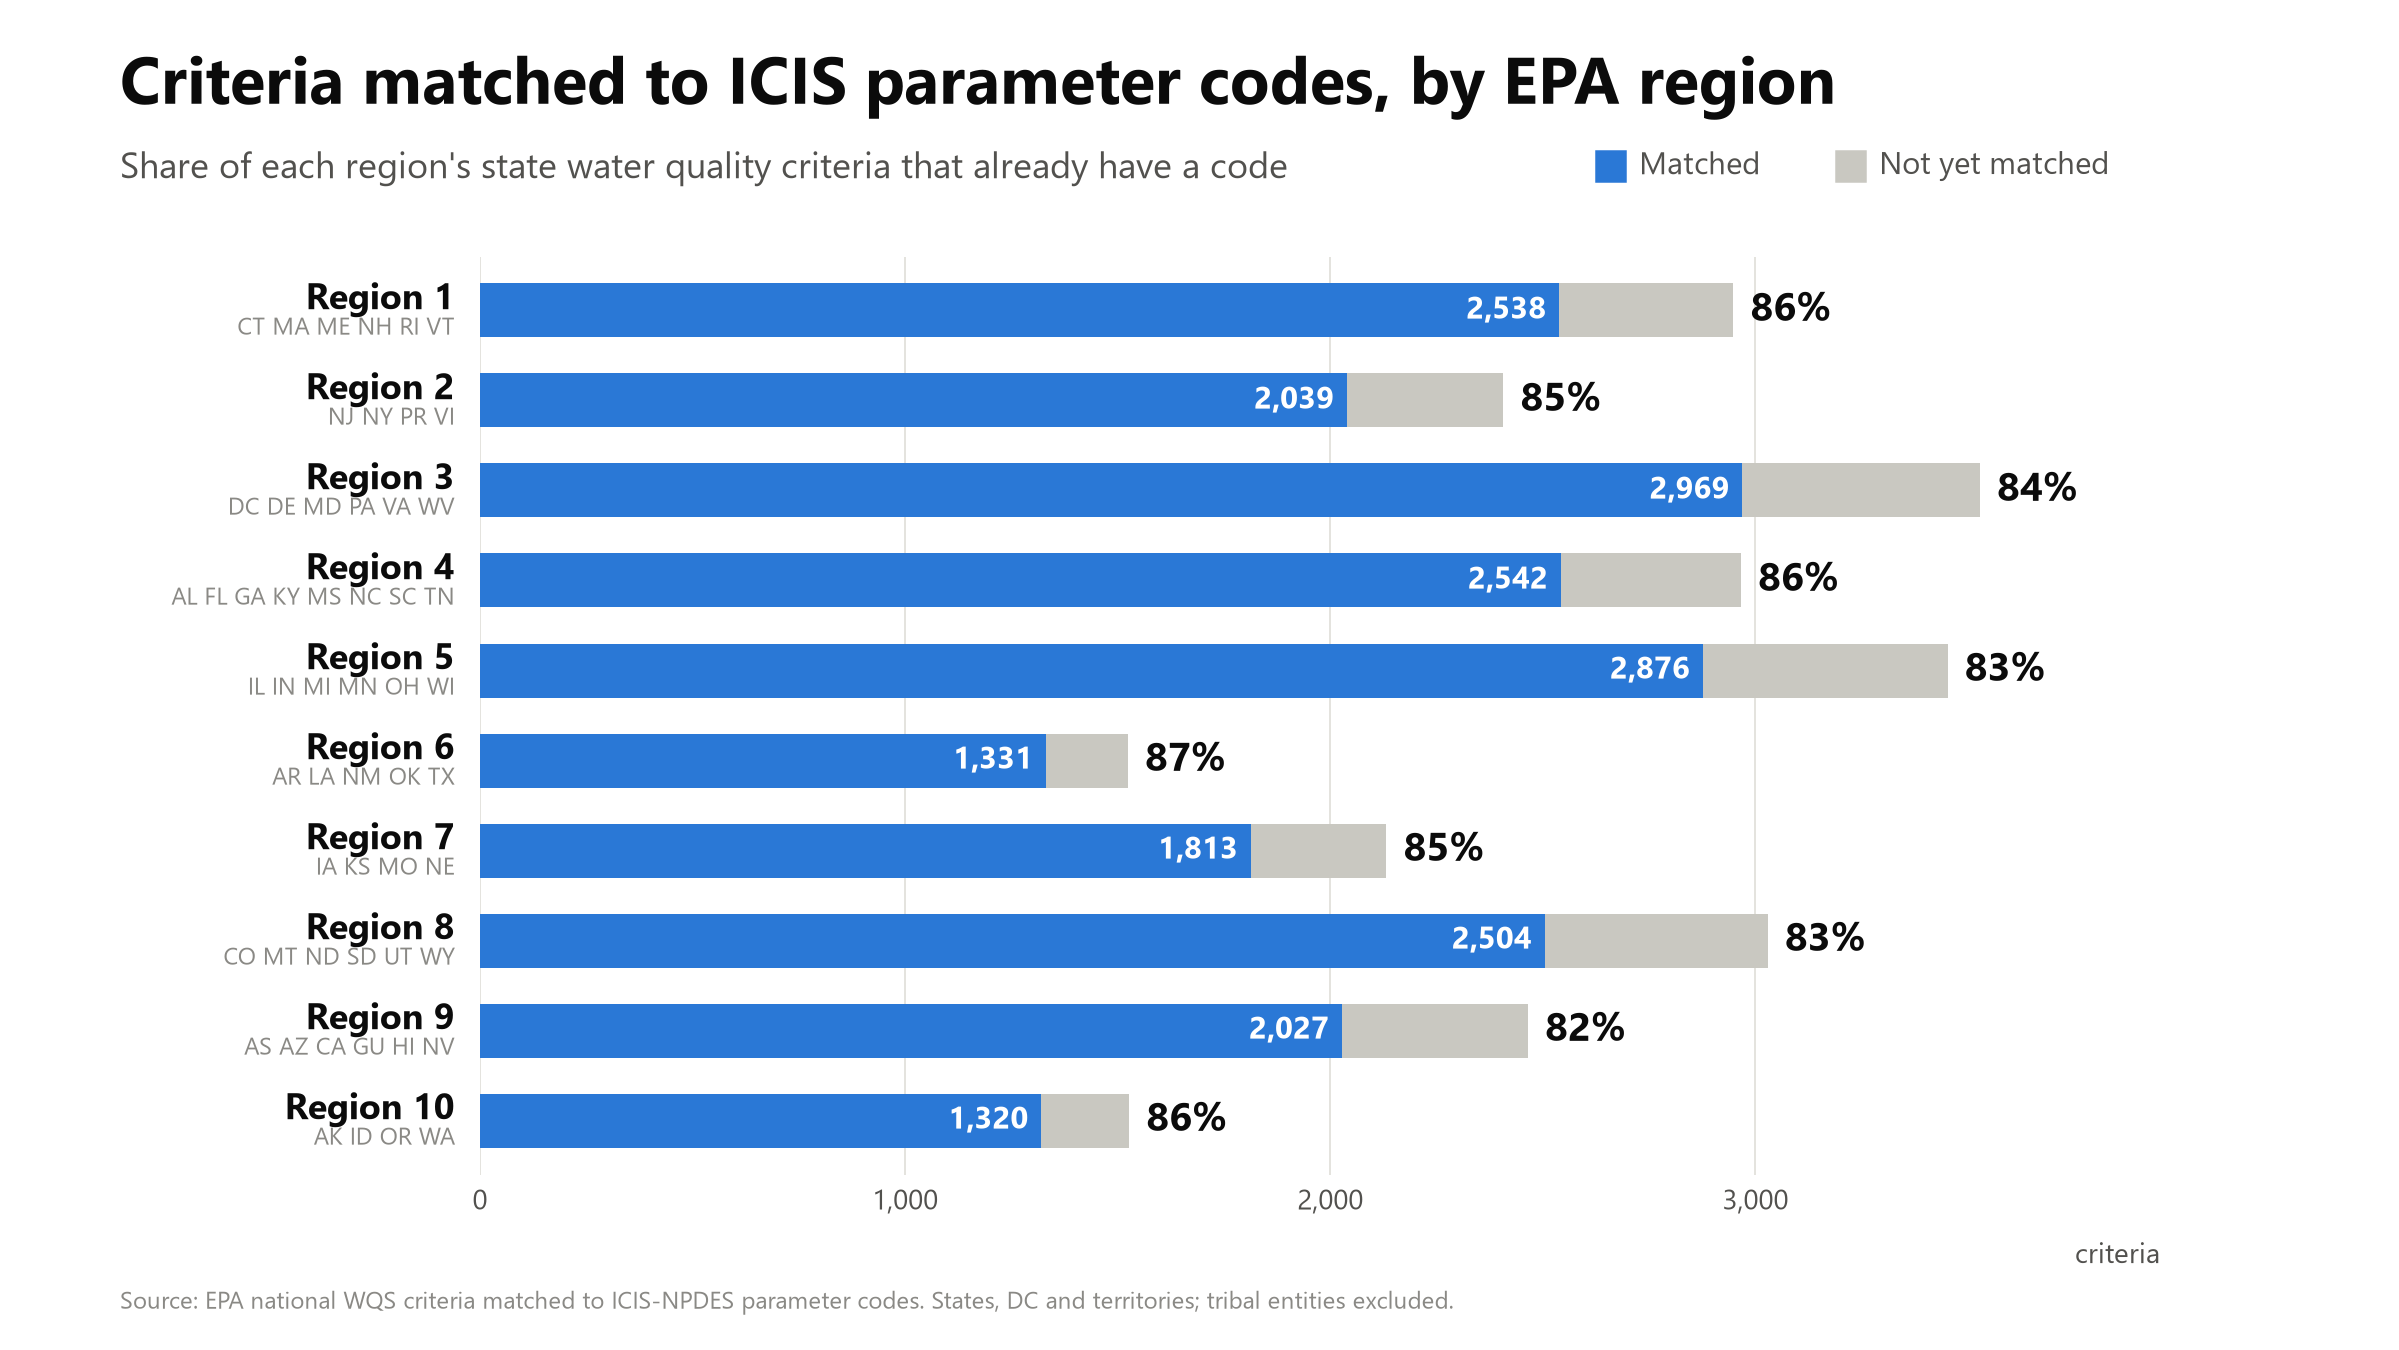 Criteria matched to ICIS parameter codes, by EPA region
Share of each region's state water quality criteria that already have a code
Matched
Not yet matched
Region 1
CT MA ME NH RI VT
2,538
86%
Region 2
NJ NY PR VI
2,039
85%
Region 3
DC DE MD PA VA WV
2,969
84%
Region 4
AL FL GA KY MS NC SC TN
2,542
86%
Region 5
IL IN MI MN OH WI
2,876
83%
Region 6
AR LA NM OK TX
1,331
87%
Region 7
IA KS MO NE
1,813
85%
Region 8
CO MT ND SD UT WY
2,504
83%
Region 9
AS AZ CA GU HI NV
2,027
82%
Region 10
AK ID OR WA
1,320
86%
0
1,000
2,000
3,000
criteria
Source: EPA national WQS criteria matched to ICIS-NPDES parameter codes. States, DC and territories; tribal entities excluded.